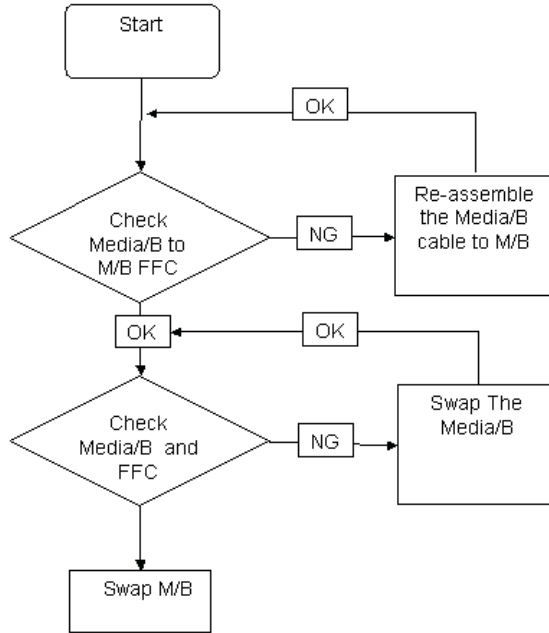 Start
OK
Check
Media/B to
M/B FFC
NG
Re-assemble
the Media/B
cable to M/B
OK
OK
Check
Media/B and
FFC
NG
Swap The
Media/B
Swap M/B